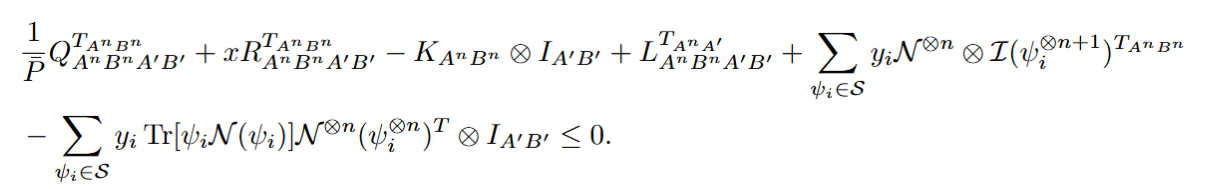 \frac{1}{\bar{P}} Q_{A^n B^n A' B'}^{T_{A^n B^n}} + x R_{A^n B^n A' B'}^{T_{A^n B^n}} - K_{A^n B^n} \otimes I_{A' B'} + L_{A^n B^n A' B'}^{T_{A^n A'}} + \sum_{\psi_i \in \mathcal{S}} y_i \mathcal{N}^{\otimes n} \otimes \mathcal{I}(\psi_i^{\otimes n+1})^{T_{A^n B^n}}
- \sum_{\psi_i \in \mathcal{S}} y_i \operatorname{Tr}[\psi_i \mathcal{N}(\psi_i)] \mathcal{N}^{\otimes n}(\psi_i^{\otimes n})^T \otimes I_{A' B'} \leq 0.